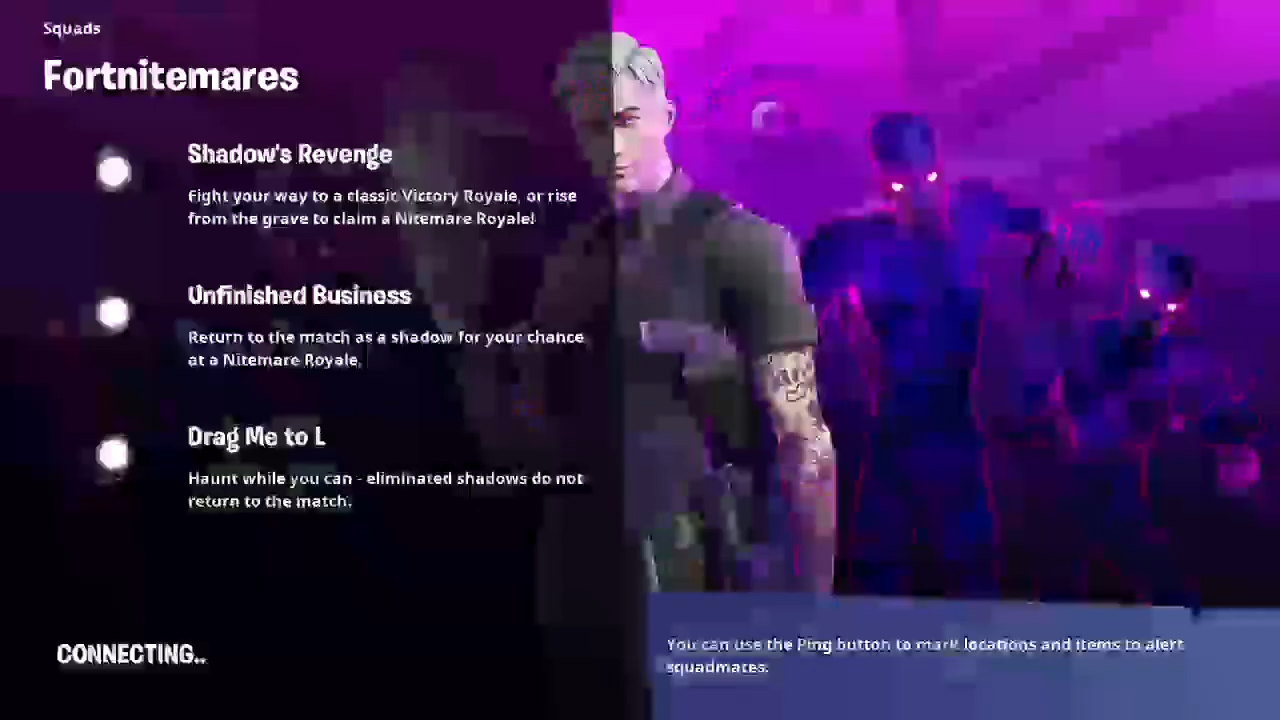 Squads
Fortnitemares
Shadow's Revenge
Fight your way to a classic Victory Royale, or rise
from the grave to claim a Nitemare Royale!
Unfinished Business
Return to the match as a shadow for your chance
at a Nitemare Royale.
Drag Me to L
Haunt while you can - eliminated shadows do not
return to the match.
CONNECTING..
You can use the Ping button to mark locations and items to alert
squadmates.